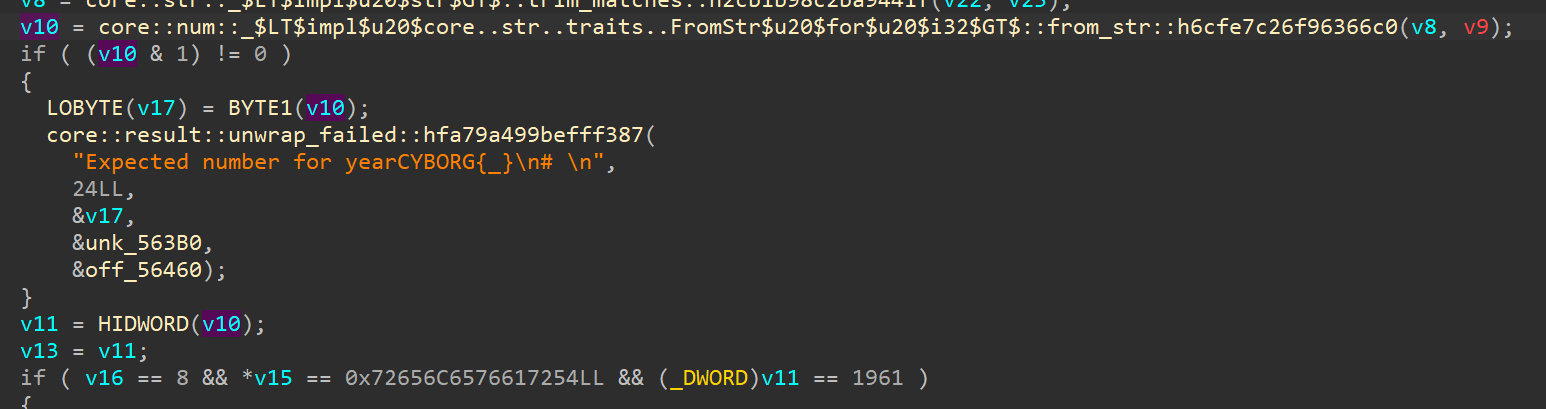 v8 = core::str::_$LT$impl$u20$str$GT$::trim_matches::h2cb1b98c2ba9441f(v22, v23);
v10 = core::num::_$LT$impl$u20$core..str..traits..FromStr$u20$for$u20$i32$GT$::from_str::h6cfe7c26f96366c0(v8, v9);
if ( (v10 & 1) != 0 )
{
LOBYTE(v17) = BYTE1(v10);
core::result::unwrap_failed::hfa79a499befff387(
"Expected number for yearCYBORG{_}\n# \n",
24LL,
&v17,
&unk_563B0,
&off_56460);
}
v11 = HIDWORD(v10);
v13 = v11;
if ( v16 == 8 && *v15 == 0x72656C6576617254LL && (_DWORD)v11 == 1961 )
{